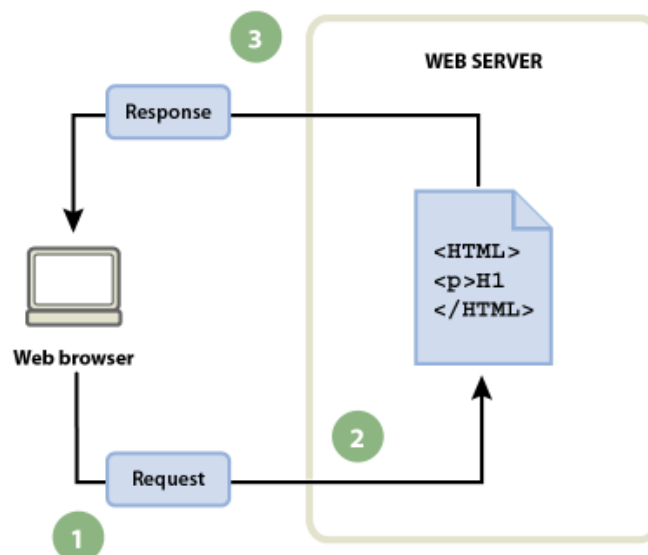 3
WEB SERVER
Response
<HTML>
<p>H1
</HTML>
Web browser
2
Request
1